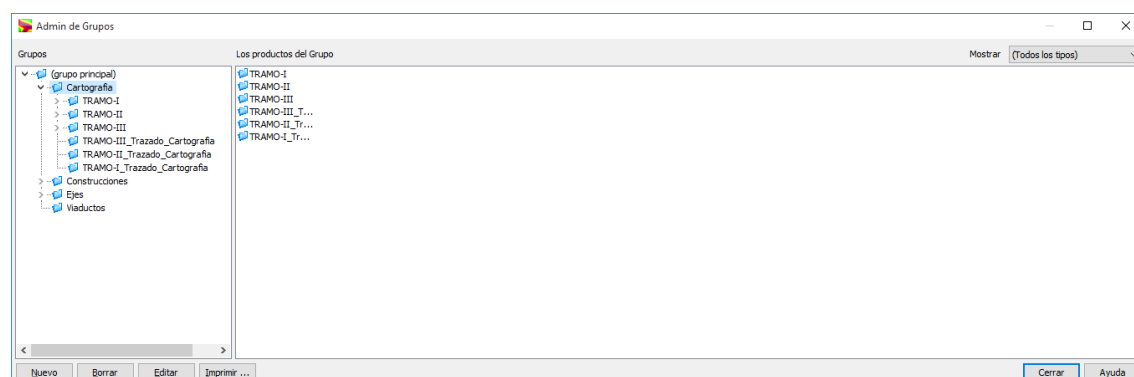 Admin de Grupos
Grupos
Los productos del Grupo
Mostrar
(Todos los tipos)
(grupo principal)
Cartografia
TRAMO-I
TRAMO-II
TRAMO-III
TRAMO-III_Trazado_Cartografia
TRAMO-II_Trazado_Cartografia
TRAMO-I_Trazado_Cartografia
Construcciones
Ejes
Viaductos
TRAMO-I
TRAMO-II
TRAMO-III
TRAMO-III_T...
TRAMO-II_Tr...
TRAMO-I_Tr...
Nuevo
Borrar
Editar
Imprimir ...
Cerrar
Ayuda